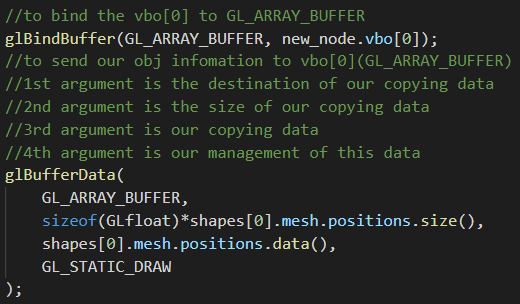 //to bind the vbo[0] to GL_ARRAY_BUFFER
glBindBuffer(GL_ARRAY_BUFFER, new_node.vbo[0]);
//to send our obj infomation to vbo[0](GL_ARRAY_BUFFER)
//1st argument is the destination of our copying data
//2nd argument is the size of our copying data
//3rd argument is our copying data
//4th argument is our management of this data
glBufferData(
    GL_ARRAY_BUFFER,
    sizeof(GLfloat)*shapes[0].mesh.positions.size(),
    shapes[0].mesh.positions.data(),
    GL_STATIC_DRAW
);